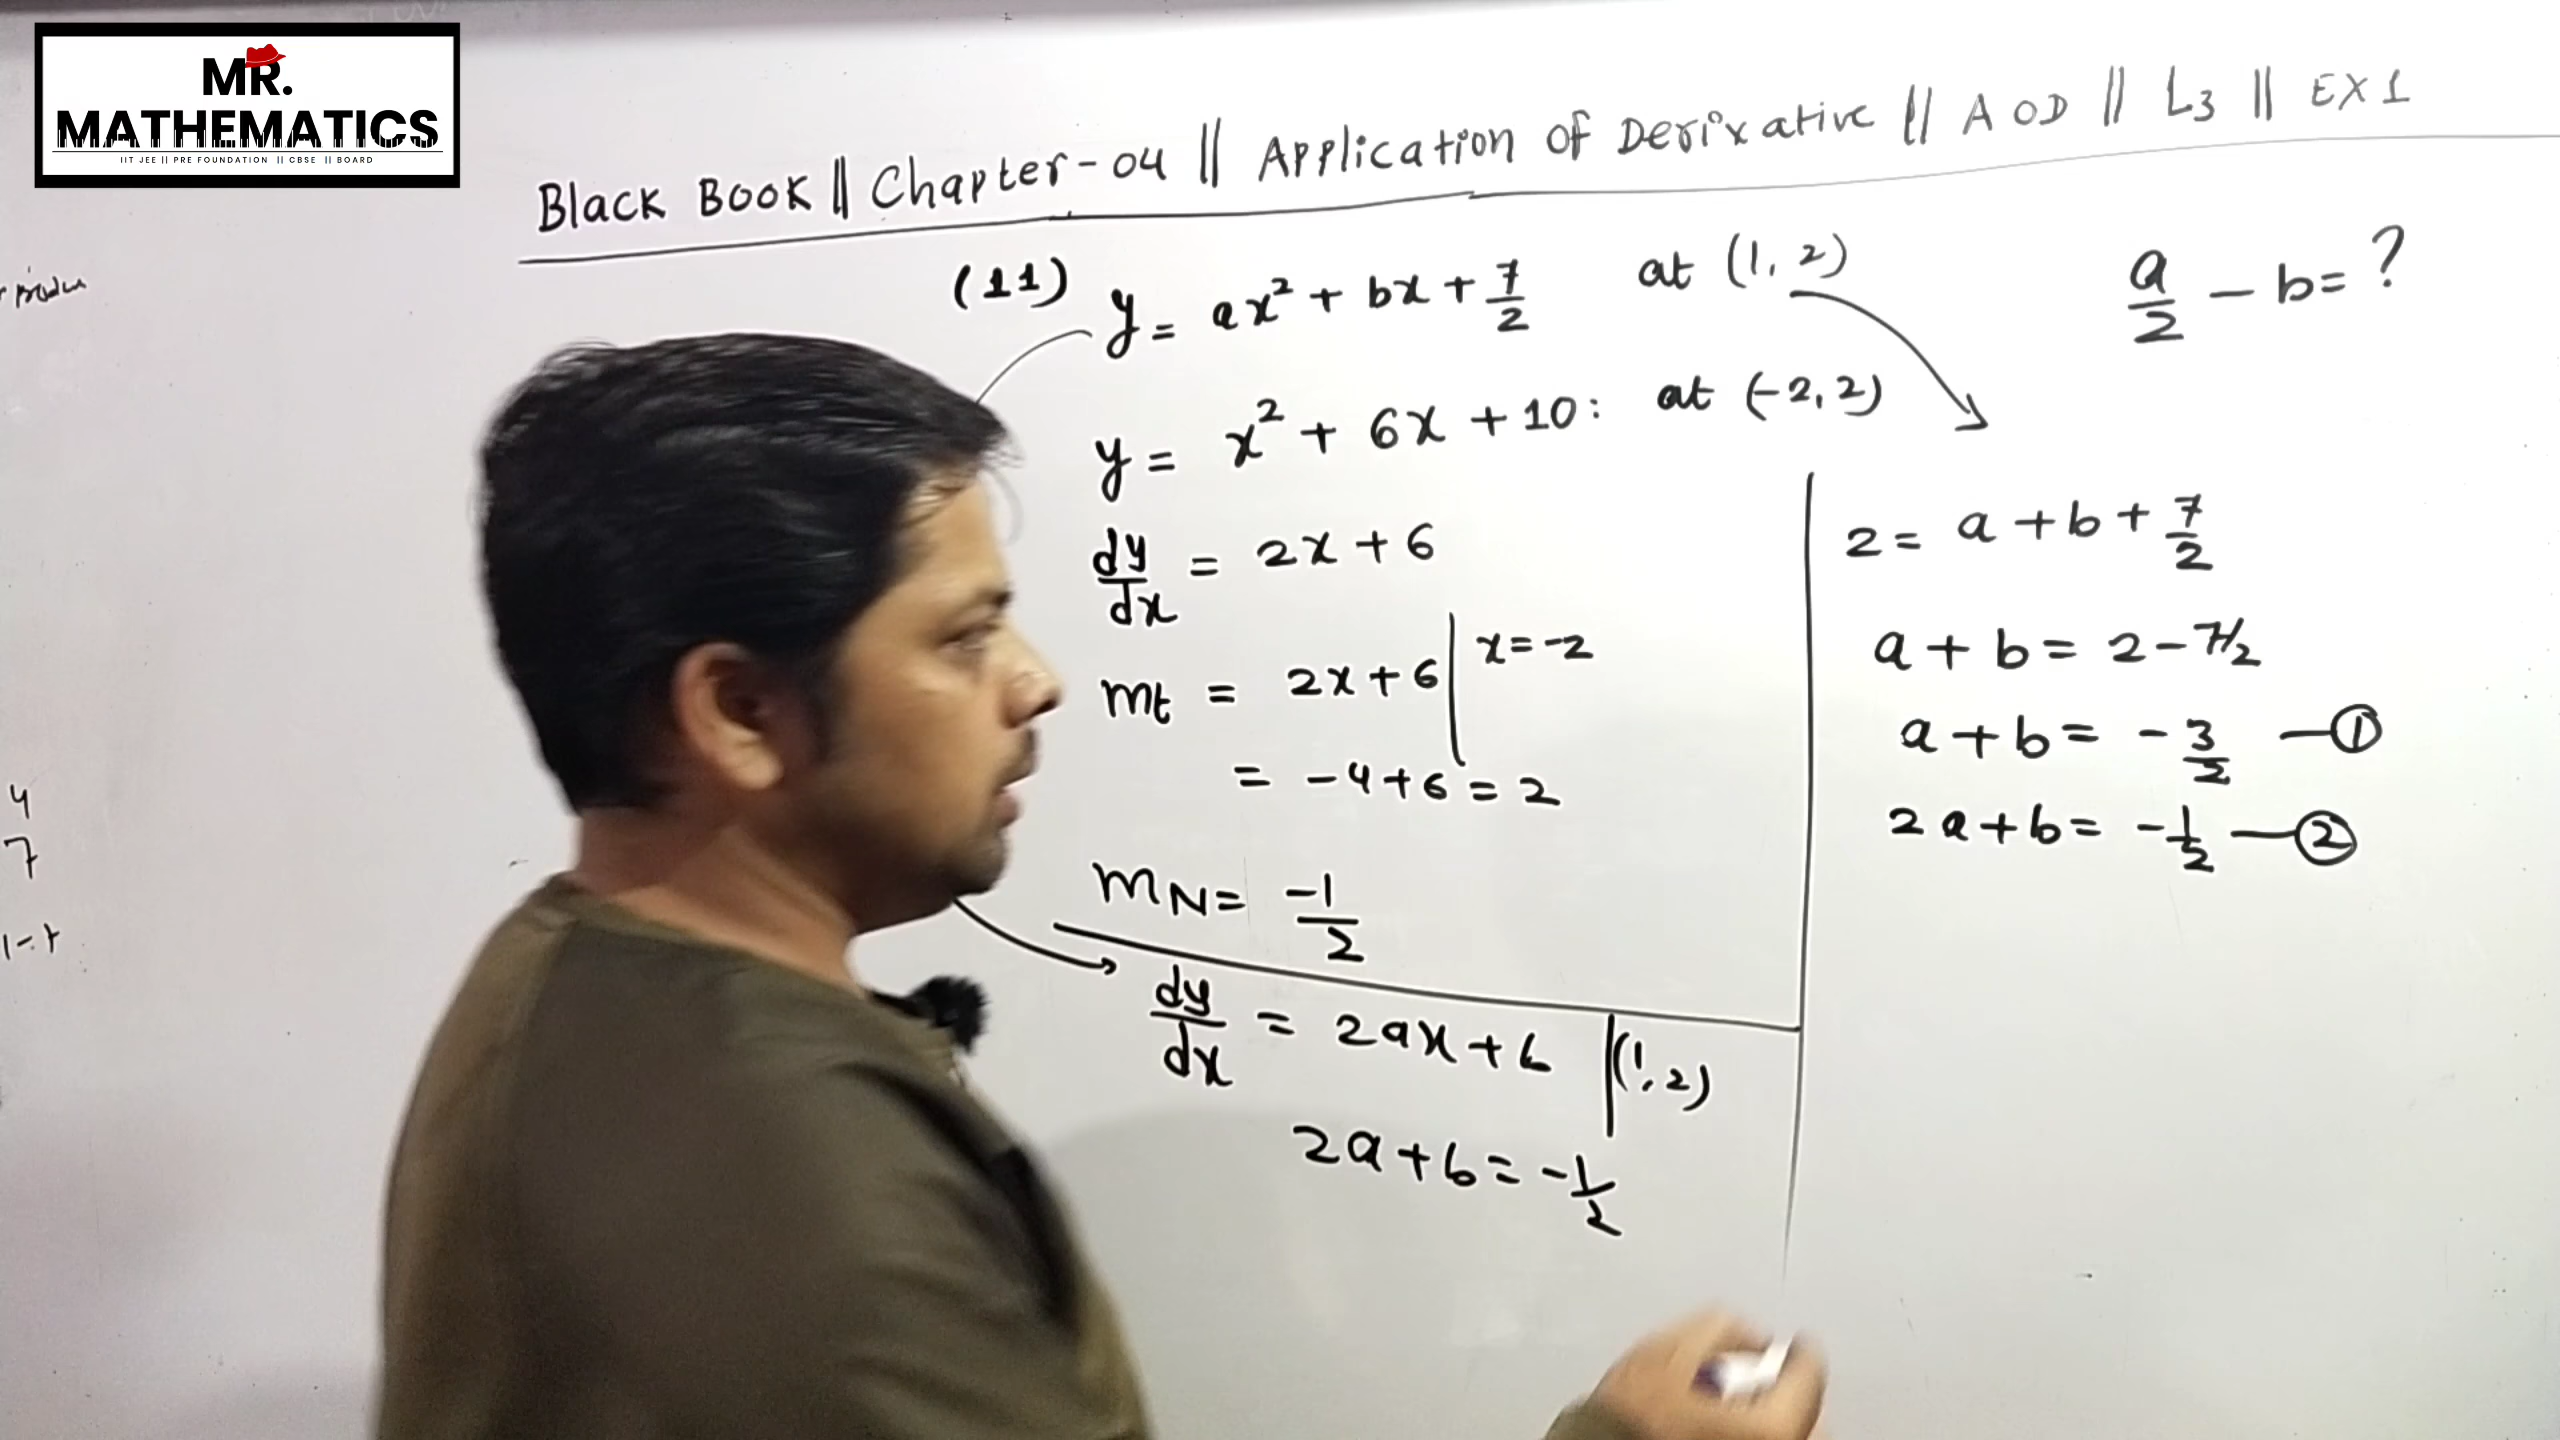 MR.
MATHEMATICS
IIT JEE || PRE FOUNDATION || CBSE || BOARD
Black Book || Chapter-04 || Application of Derivative || AOD || L3 || EX 1
(11) y = ax² + bx + 7/2 at (1, 2)
a/2 - b = ?
y = x² + 6x + 10 : at (-2, 2)
dy/dx = 2x + 6
mt = 2x + 6 | x = -2
= -4 + 6 = 2
mN = -1/2
dy/dx = 2ax + b |(1, 2)
2a + b = -1/2
2 = a + b + 7/2
a + b = 2 - 7/2
a + b = -3/2 — ①
2a + b = -1/2 — ②
4
7